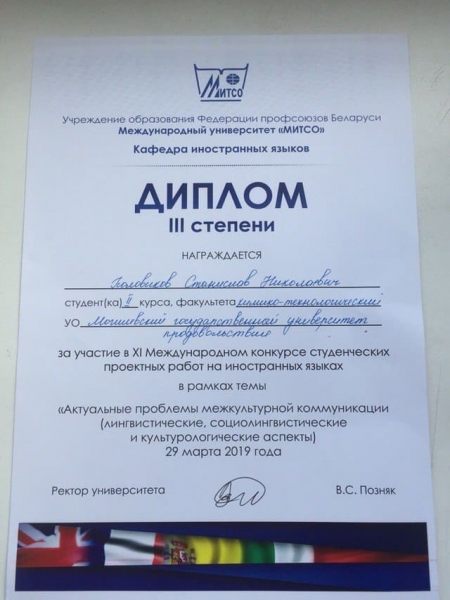 МИТСО
Учреждение образования Федерации профсоюзов Беларуси
Международный университет «МИТСО»
Кафедра иностранных языков
ДИПЛОМ
III степени
НАГРАЖДАЕТСЯ
Станислав Николаевич
студент(ка) II курса, факультета химико-технологический
УО Могилевский государственный университет
продовольствия
за участие в XI Международном конкурсе студенческих
проектных работ на иностранных языках
в рамках темы
«Актуальные проблемы межкультурной коммуникации
(лингвистические, социолингвистические
и культурологические аспекты)
29 марта 2019 года
Ректор университета В.С. Позняк